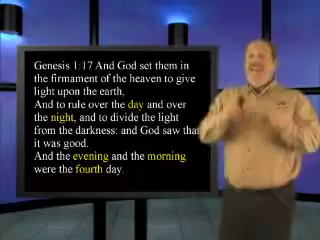 Genesis 1:17 And God set them in
the firmament of the heaven to give
light upon the earth,
And to rule over the day and over
the night, and to divide the light
from the darkness: and God saw that
it was good.
And the evening and the morning
were the fourth day.